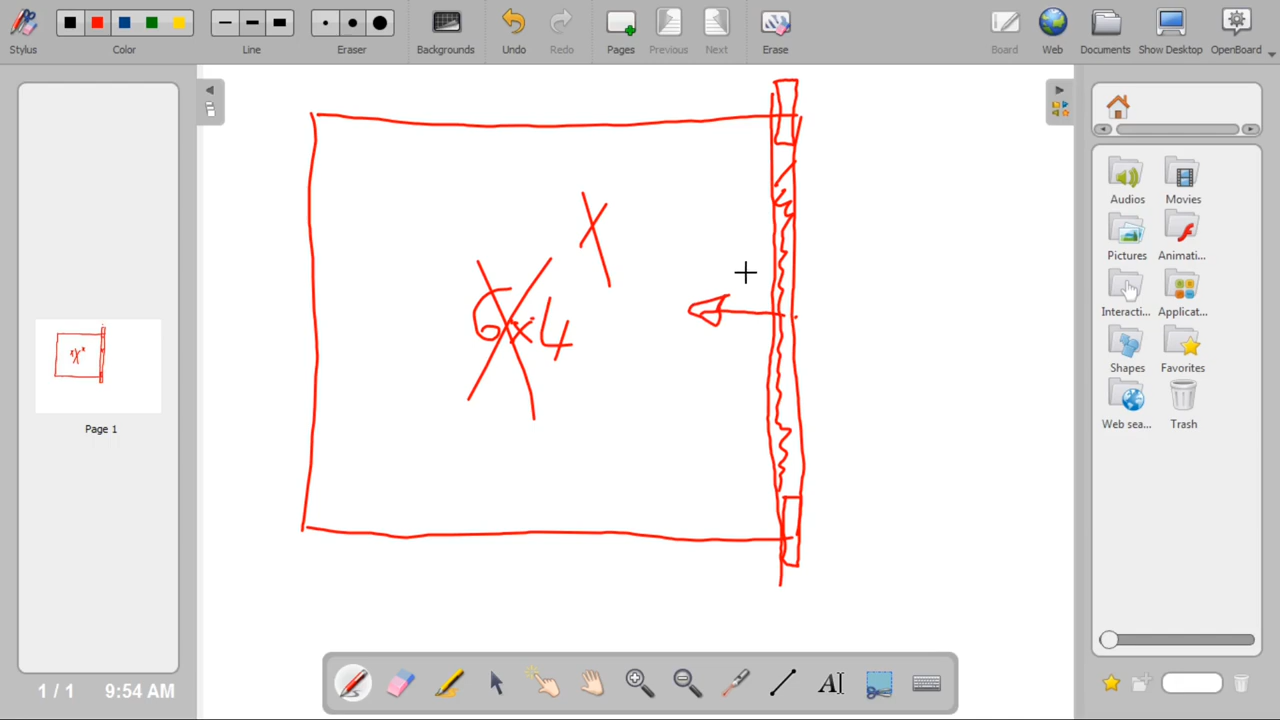 Stylus
Color
Line
Eraser
Backgrounds
Undo
Redo
Pages
Previous
Next
Erase
Board
Web
Documents
Show Desktop
OpenBoard
X
6x4
Page 1
1 / 1
9:54 AM
Audios
Movies
Pictures
Animati...
Interacti...
Applicat...
Shapes
Favorites
Web sea...
Trash